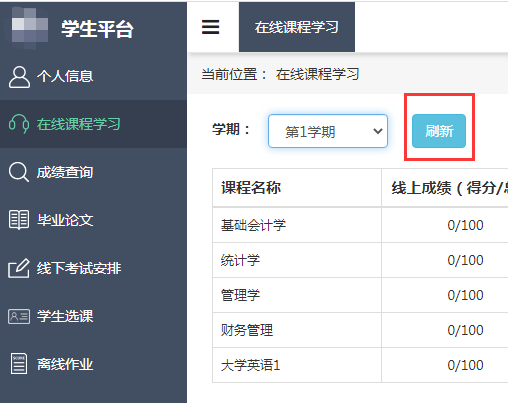 学生平台
个人信息
在线课程学习
成绩查询
毕业论文
线下考试安排
学生选课
离线作业
在线课程学习
当前位置： 在线课程学习
学期： 第1学期 刷新
课程名称 线上成绩（得分/
基础会计学 0/100
统计学 0/100
管理学 0/100
财务管理 0/100
大学英语1 0/100